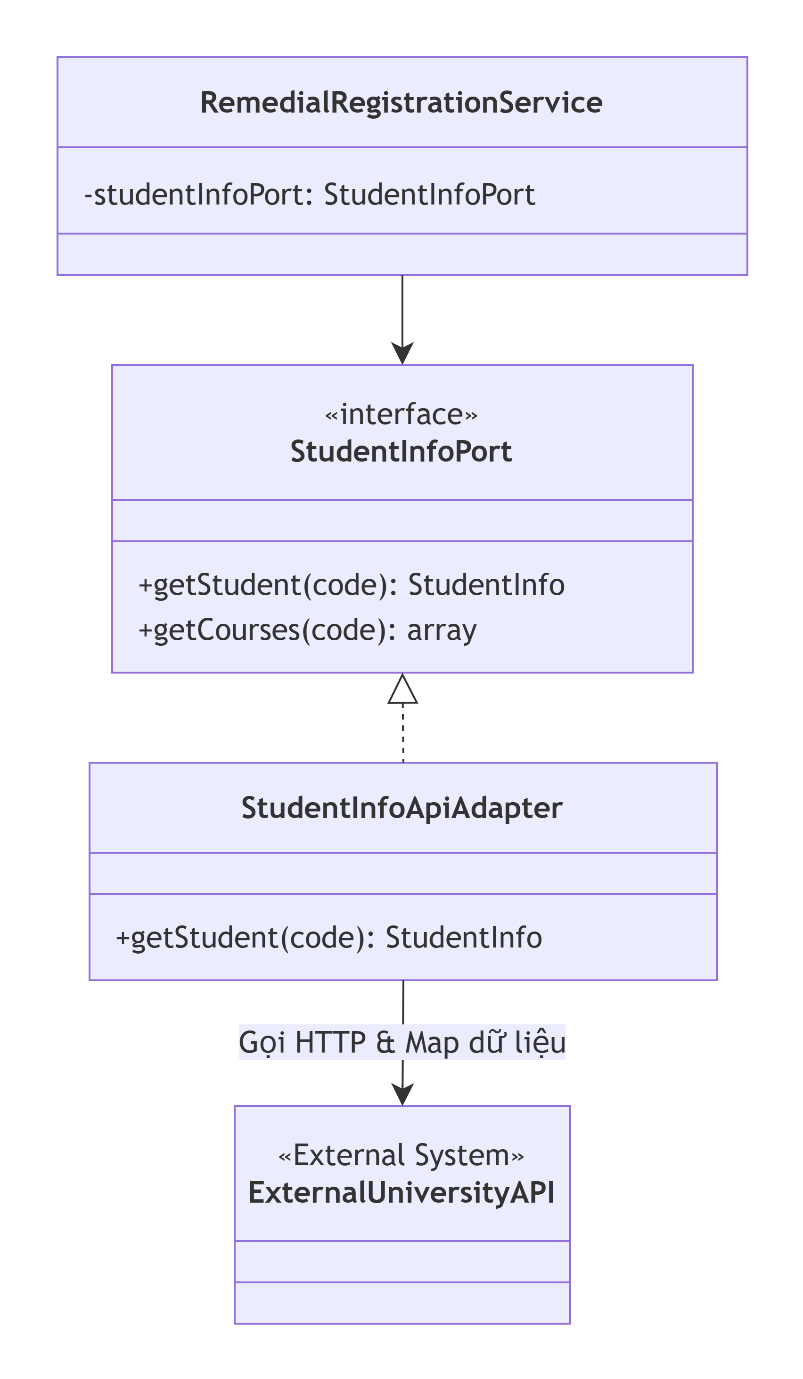 RemedialRegistrationService
-studentInfoPort: StudentInfoPort
«interface»
StudentInfoPort
+getStudent(code): StudentInfo
+getCourses(code): array
StudentInfoApiAdapter
+getStudent(code): StudentInfo
Gọi HTTP & Map dữ liệu
«External System»
ExternalUniversityAPI